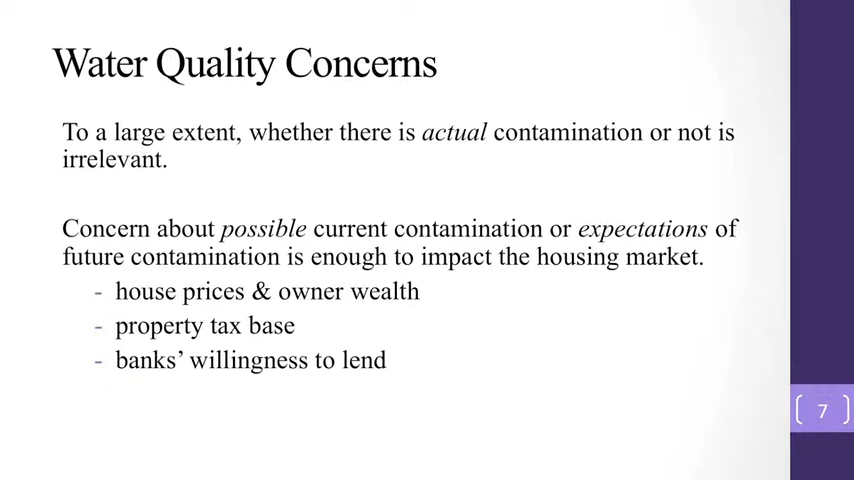 Water Quality Concerns
To a large extent, whether there is actual contamination or not is
irrelevant.
Concern about possible current contamination or expectations of
future contamination is enough to impact the housing market.
- house prices & owner wealth
- property tax base
- banks’ willingness to lend
7